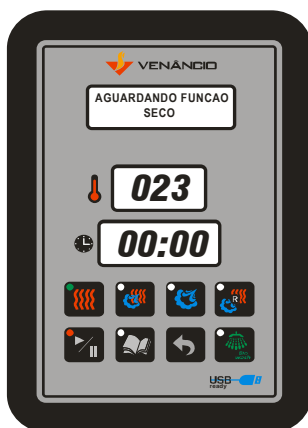 VENÂNCIO
AGUARDANDO FUNCAO
SECO
023
00:00
R
USB
ready